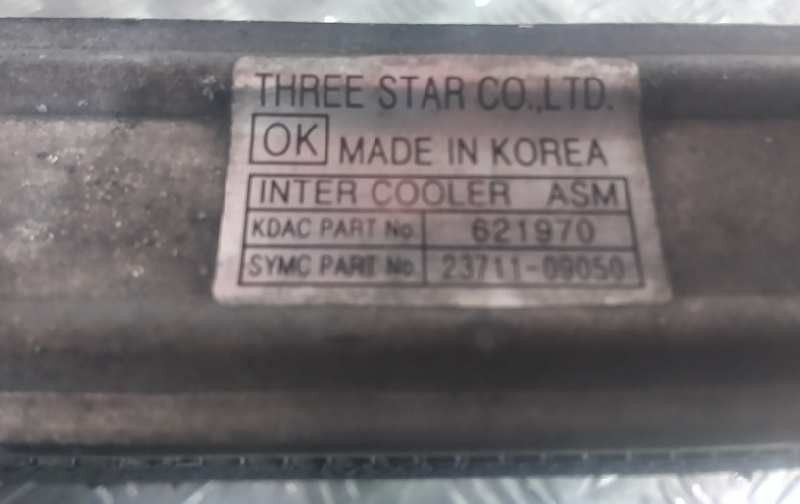 THREE STAR CO.,LTD.
OK MADE IN KOREA
INTER COOLER ASM
KDAC PART No 621970
SYMC PART No. 23711-09050